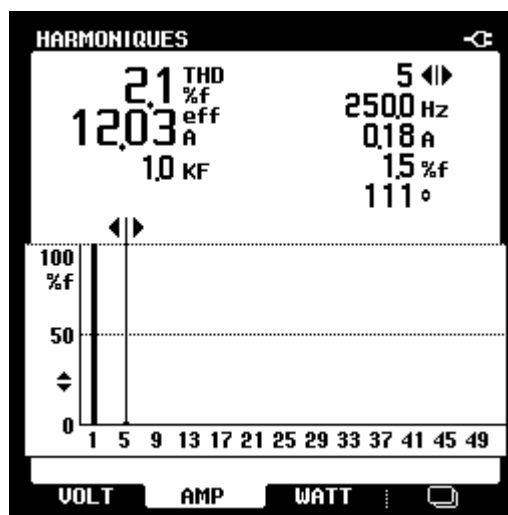 HARMONIQUES
2,1 THD %f
12,03 eff A
1,0 KF
5
250,0 Hz
0,18 A
1,5 %f
111 °
100
%f
50
0
1 5 9 13 17 21 25 29 33 37 41 45 49
VOLT AMP WATT